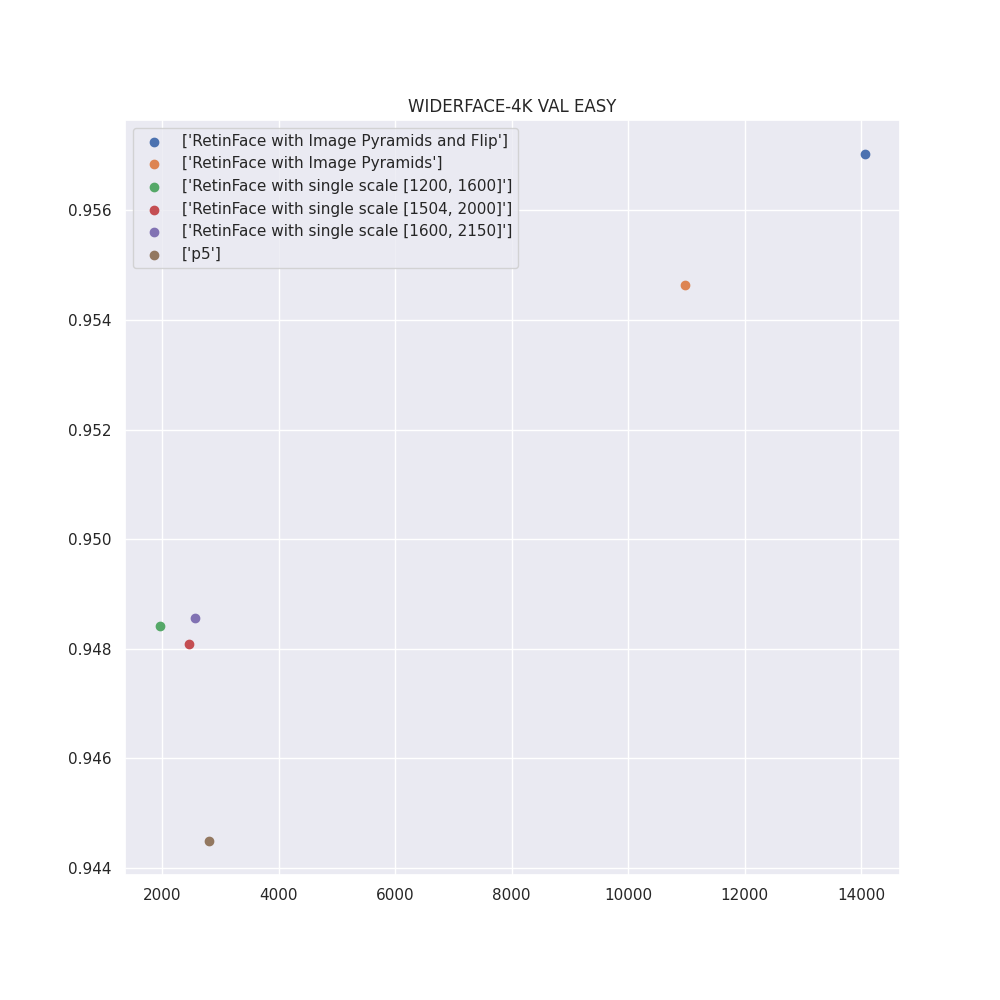 WIDERFACE-4K VAL EASY
['RetinFace with Image Pyramids and Flip']
['RetinFace with Image Pyramids']
['RetinFace with single scale [1200, 1600]']
['RetinFace with single scale [1504, 2000]']
['RetinFace with single scale [1600, 2150]']
['p5']
0.956
0.954
0.952
0.950
0.948
0.946
0.944
2000 4000 6000 8000 10000 12000 14000